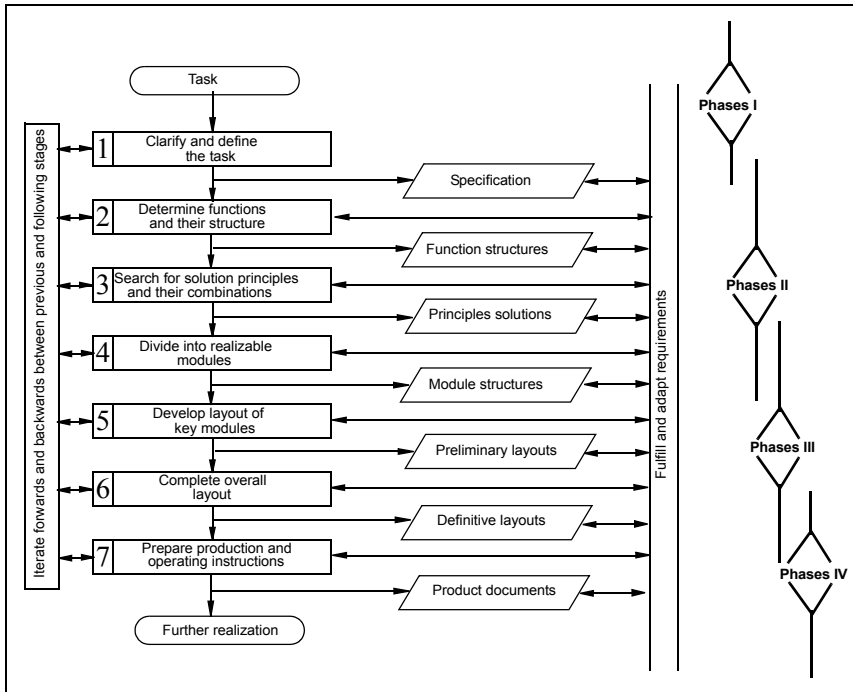 Task
Phases I
1
Clarify and define
the task
Specification
2
Determine functions
and their structure
Function structures
3
Search for solution principles
and their combinations
Phases II
Principles solutions
4
Divide into realizable
modules
Module structures
5
Develop layout of
key modules
Preliminary layouts
Phases III
6
Complete overall
layout
Definitive layouts
7
Prepare production and
operating instructions
Phases IV
Product documents
Further realization
Iterate forwards and backwards between previous and following stages
Fulfill and adapt requirements